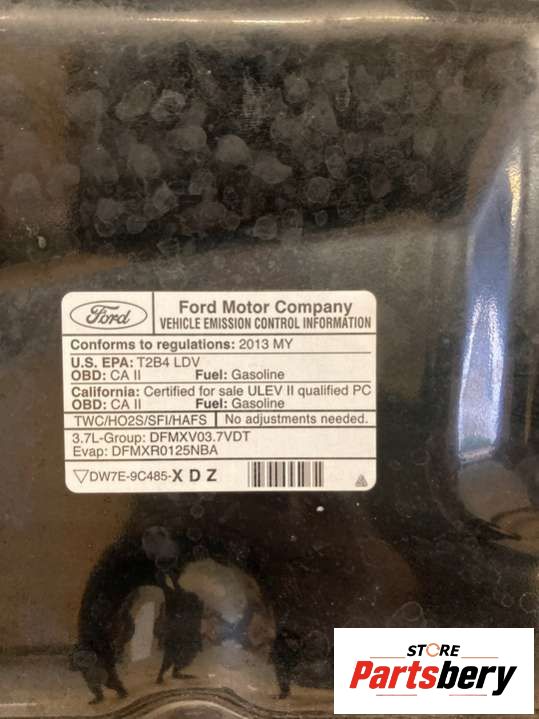 Ford
Ford Motor Company
VEHICLE EMISSION CONTROL INFORMATION
Conforms to regulations: 2013 MY
U.S. EPA: T2B4 LDV
OBD: CA II Fuel: Gasoline
California: Certified for sale ULEV II qualified PC
OBD: CA II Fuel: Gasoline
TWC/HO2S/SFI/HAFS No adjustments needed.
3.7L-Group: DFMXV03.7VDT
Evap: DFMXR0125NBA
DW7E-9C485-X D Z
STORE
Partsbery